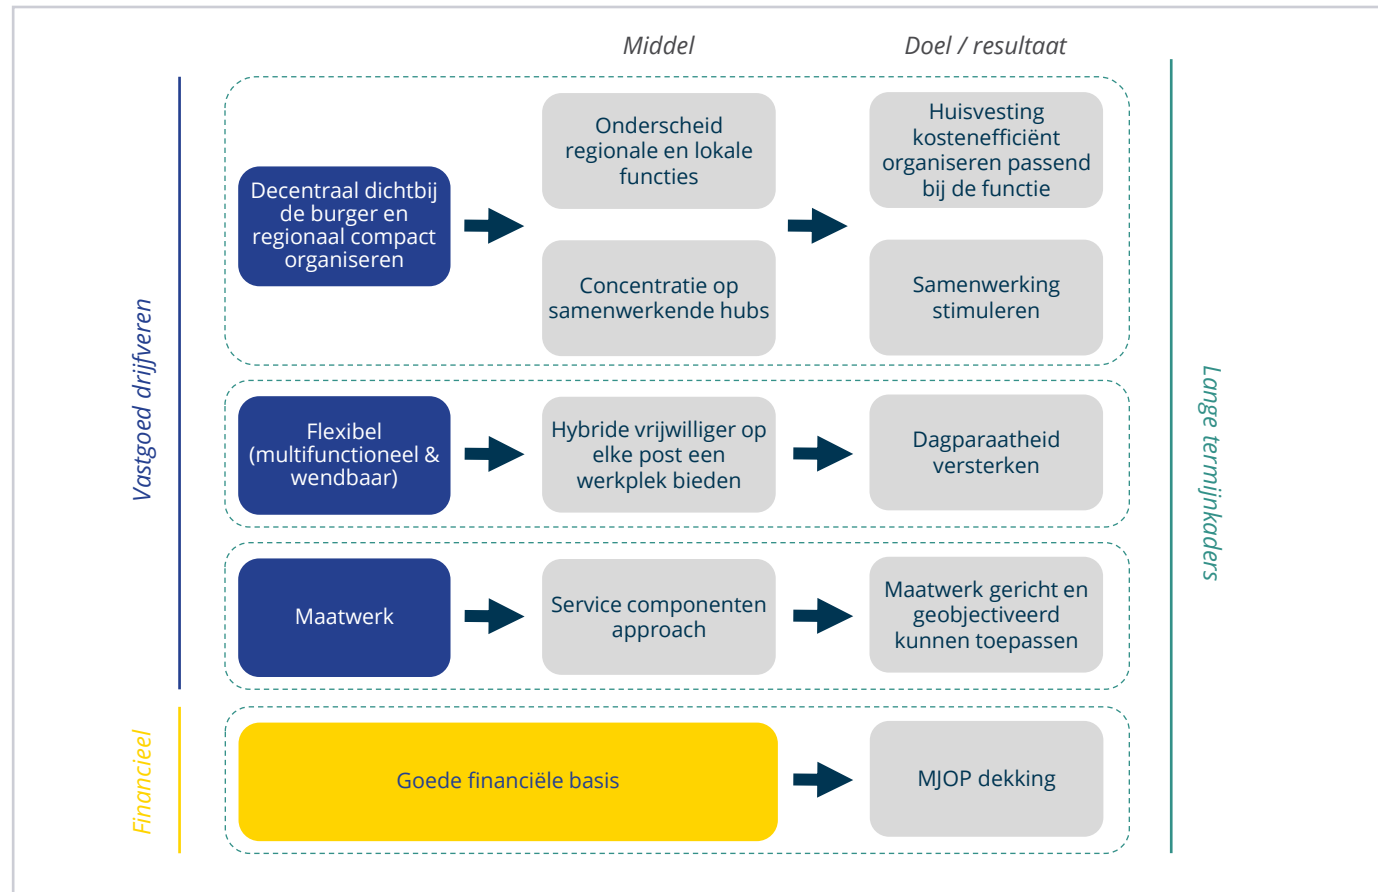 Middel
Doel / resultaat
Vastgoed drijfveren
Decentraal dichtbij
de burger en
regionaal compact
organiseren
Onderscheid
regionale en lokale
functies
Concentratie op
samenwerkende hubs
Huisvesting
kostenefficiënt
organiseren passend
bij de functie
Samenwerking
stimuleren
Flexibel
(multifunctioneel &
wendbaar)
Hybride vrijwilliger op
elke post een
werkplek bieden
Dagparaatheid
versterken
Maatwerk
Service componenten
approach
Maatwerk gericht en
geobjectiveerd
kunnen toepassen
Financieel
Goede financiële basis
MJOP dekking
Lange termijnkaders